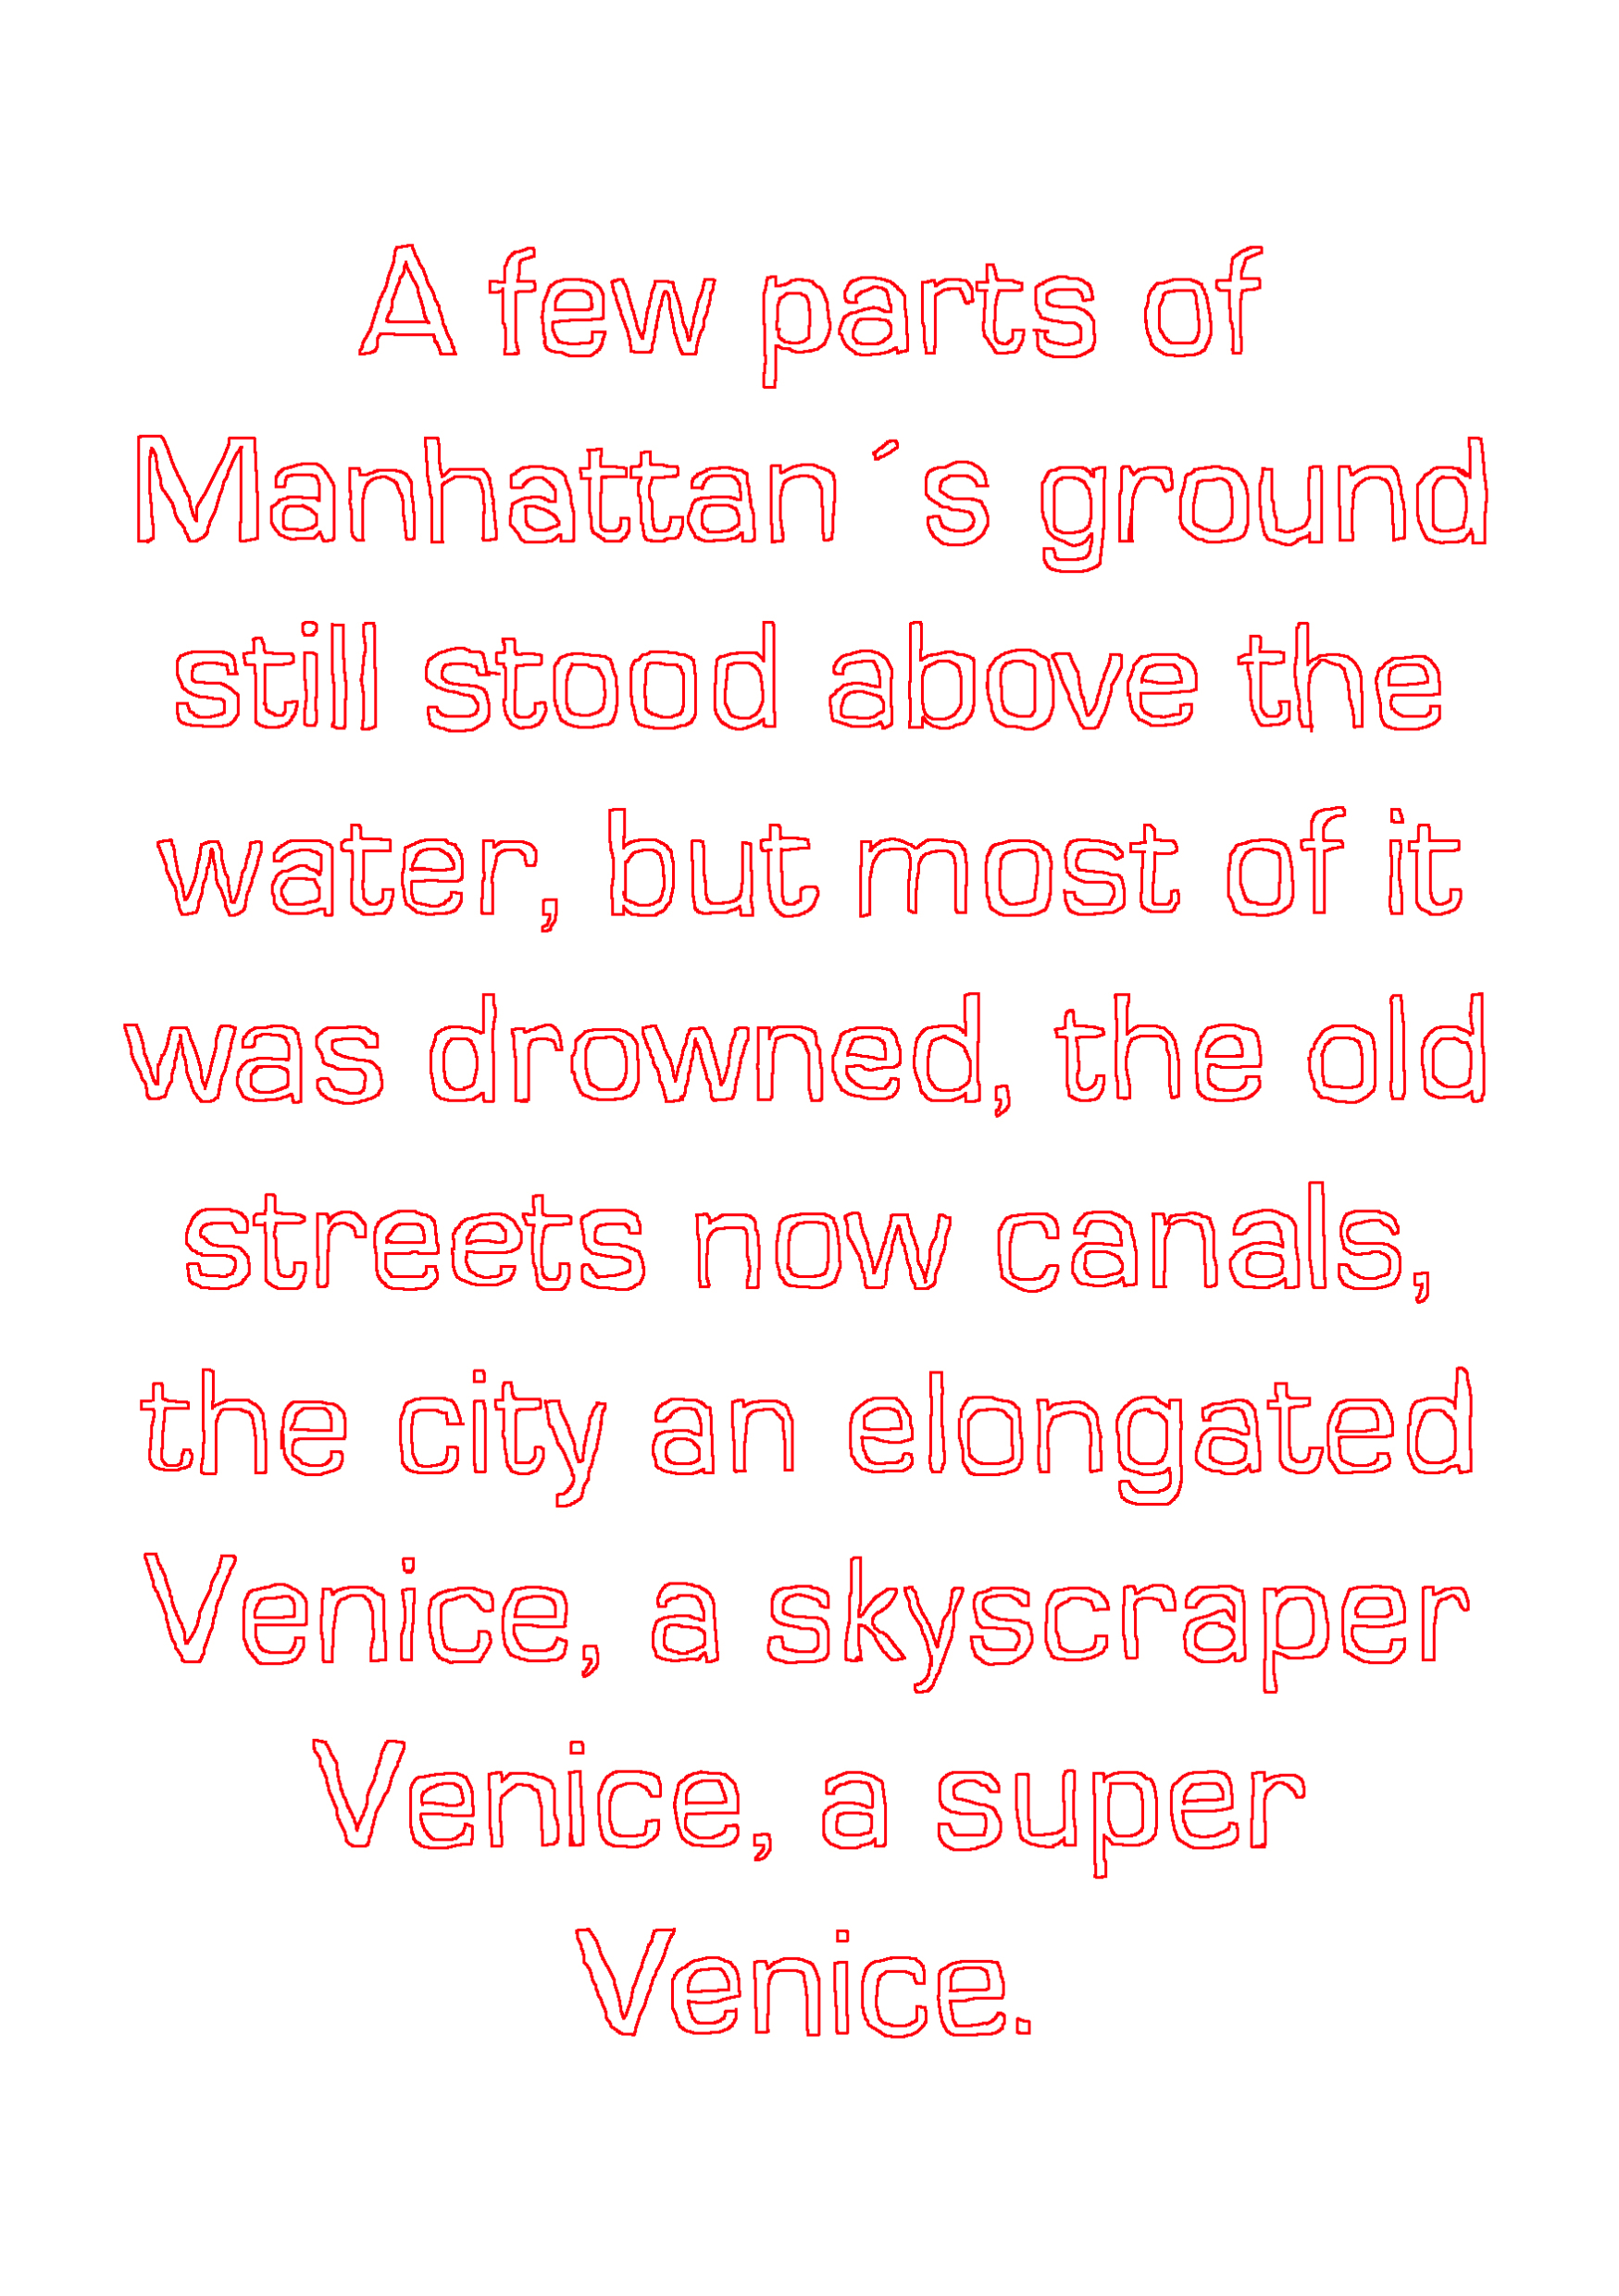 A few parts of
Manhattan´s ground
still stood above the
water, but most of it
was drowned, the old
streets now canals,
the city an elongated
Venice, a skyscraper
Venice, a super
Venice.